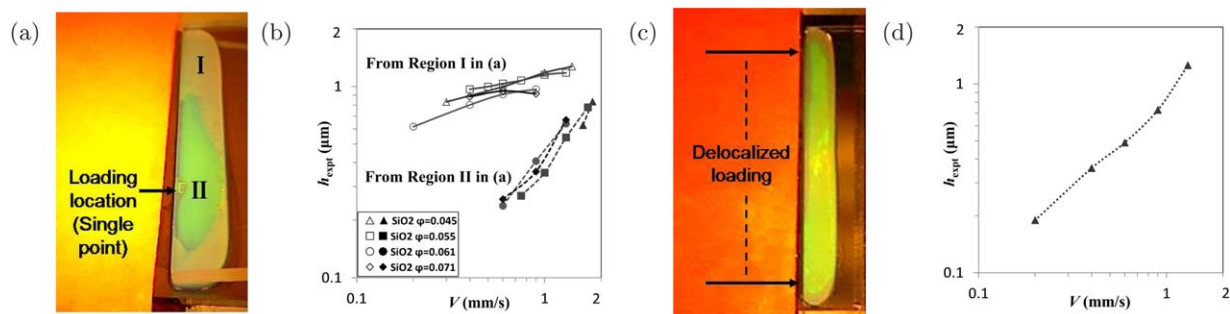 (a)
I
II
Loading
location
(Single
point)
(b)
2
1
0.1
h_expt (μm)
From Region I in (a)
From Region II in (a)
SiO2 φ=0.045
SiO2 φ=0.055
SiO2 φ=0.061
SiO2 φ=0.071
0.1 1 2
V (mm/s)
(c)
Delocalized
loading
(d)
2
1
0.1
h_expt (μm)
0.1 1 2
V (mm/s)